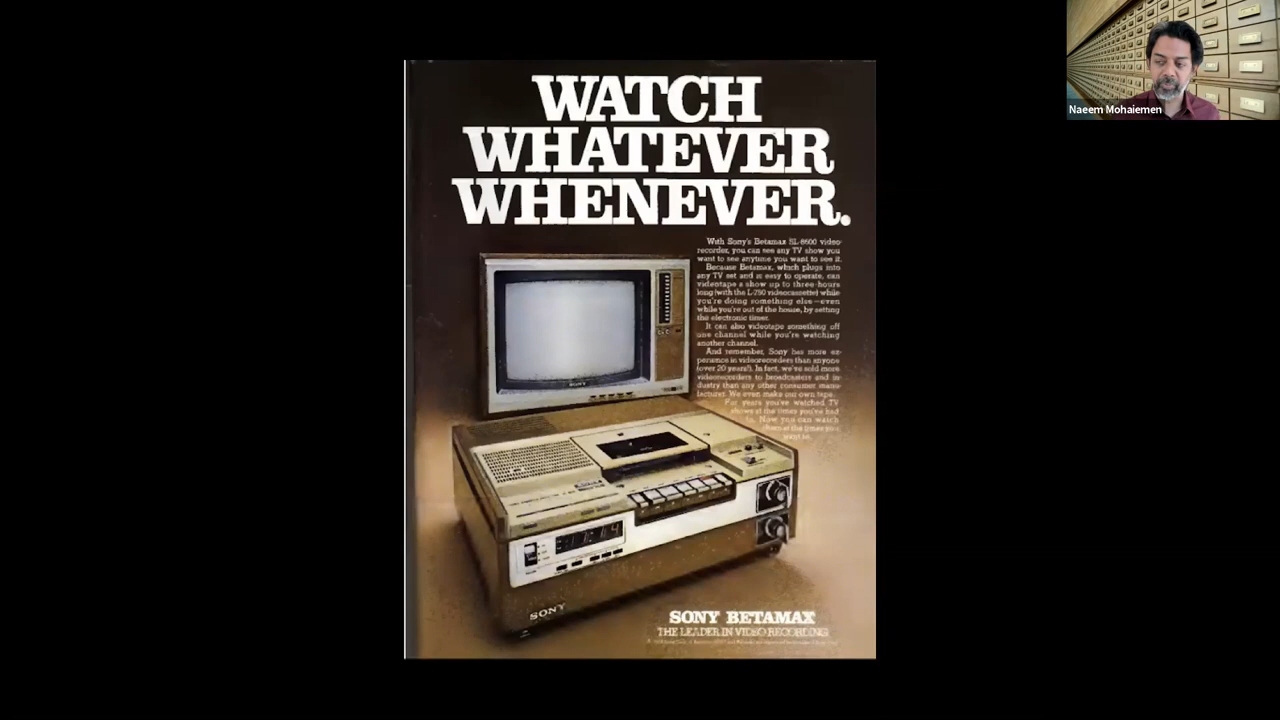 WATCH
WHATEVER
WHENEVER.
With Sony's Betamax SL-8600 video-
recorder, you can see any TV show you
want to see anytime you want to see it.
Because Betamax, which plugs into
any TV set and is easy to operate, can
videotape a show up to three hours
long (with the L-750 videocassette) while
you're doing something else—even
while you're out of the house, by setting
the electronic timer.
It can also videotape something off
one channel while you're watching
another channel.
And remember, Sony has more ex-
perience in videorecorders than anyone
(over 20 years!). In fact, we've sold more
videorecorders to broadcasters and in-
dustry than any other consumer manu-
facturer. We even make our own tape.
For years you've watched TV
shows at the times you've had
to. Now you can watch
them at the times you
want to.
SONY
SONY
SONY BETAMAX
THE LEADER IN VIDEO RECORDING
Naeem Mohaiemen